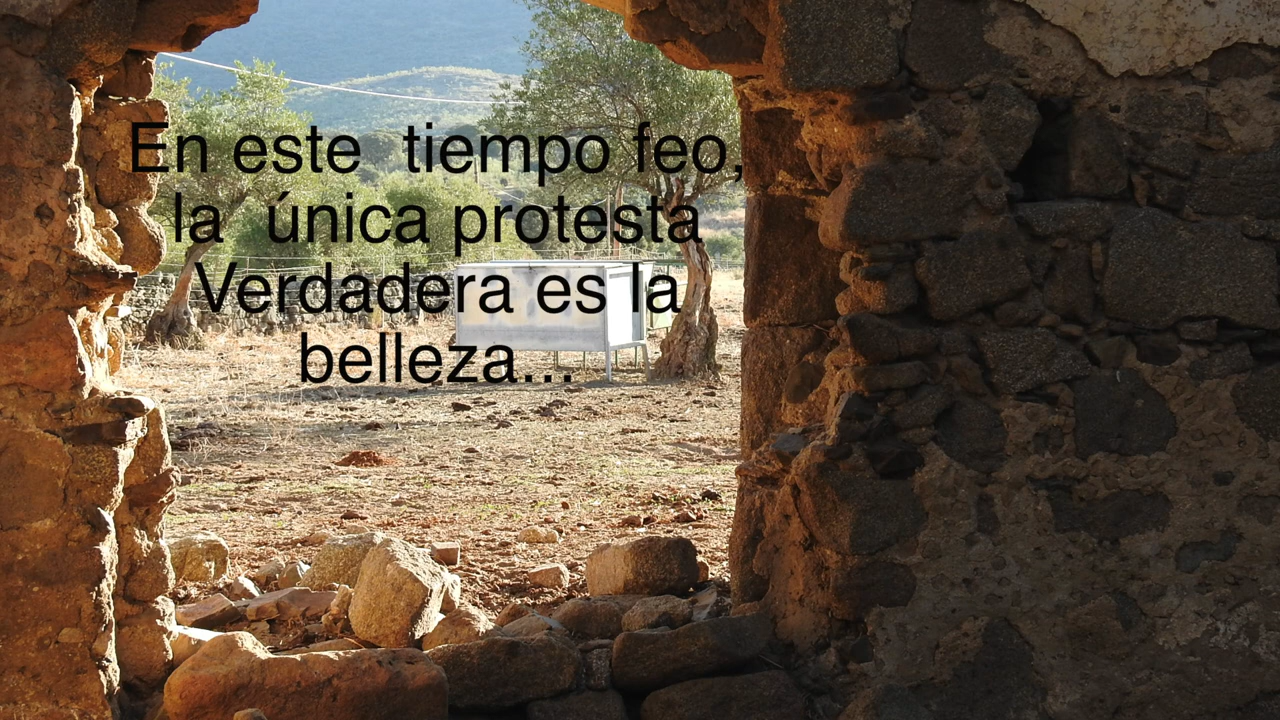 En este  tiempo feo,
la  única protesta
Verdadera es la
belleza...